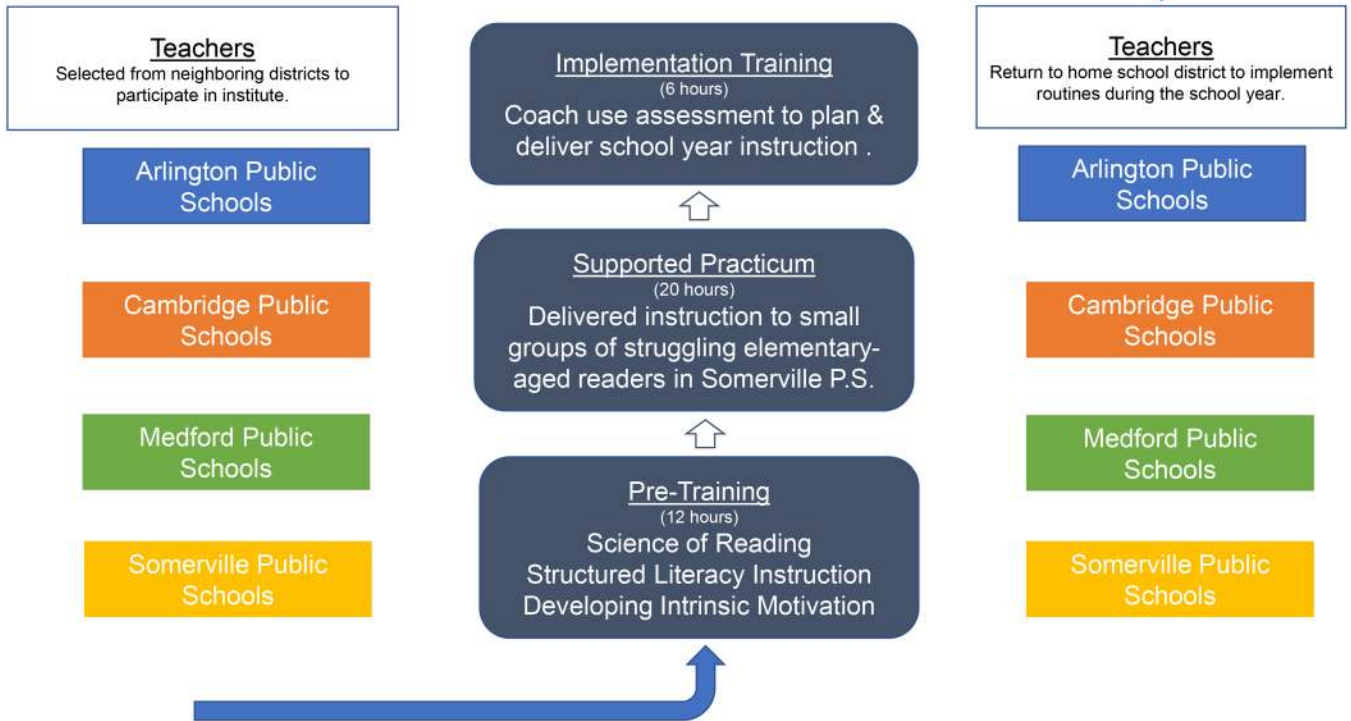 Teachers
Selected from neighboring districts to
participate in institute.
Arlington Public
Schools
Cambridge Public
Schools
Medford Public
Schools
Somerville Public
Schools
Implementation Training
(6 hours)
Coach use assessment to plan &
deliver school year instruction .
Supported Practicum
(20 hours)
Delivered instruction to small
groups of struggling elementary-
aged readers in Somerville P.S.
Pre-Training
(12 hours)
Science of Reading
Structured Literacy Instruction
Developing Intrinsic Motivation
Teachers
Return to home school district to implement
routines during the school year.
Arlington Public
Schools
Cambridge Public
Schools
Medford Public
Schools
Somerville Public
Schools